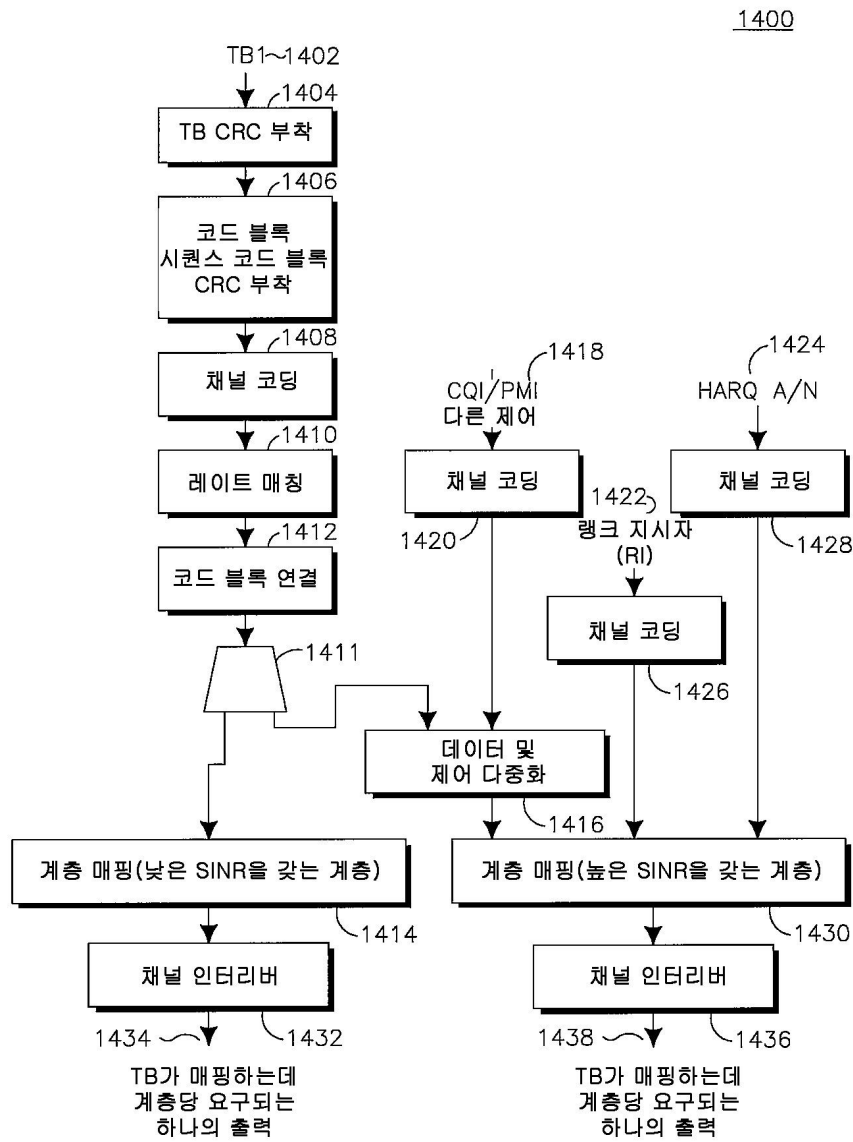 1400
TB1~1402
1404
TB CRC 부착
1406
코드 블록
시퀀스 코드 블록
CRC 부착
1408
채널 코딩
1410
레이트 매칭
1412
코드 블록 연결
1411
1418
CQI/PMI
다른 제어
채널 코딩
1420
1422
랭크 지시자
(RI)
채널 코딩
1426
1424
HARQ A/N
채널 코딩
1428
데이터 및
제어 다중화
1416
계층 매핑(낮은 SINR을 갖는 계층)
1414
계층 매핑(높은 SINR을 갖는 계층)
1430
채널 인터리버
1434
1432
채널 인터리버
1438
1436
TB가 매핑하는데
계층당 요구되는
하나의 출력
TB가 매핑하는데
계층당 요구되는
하나의 출력